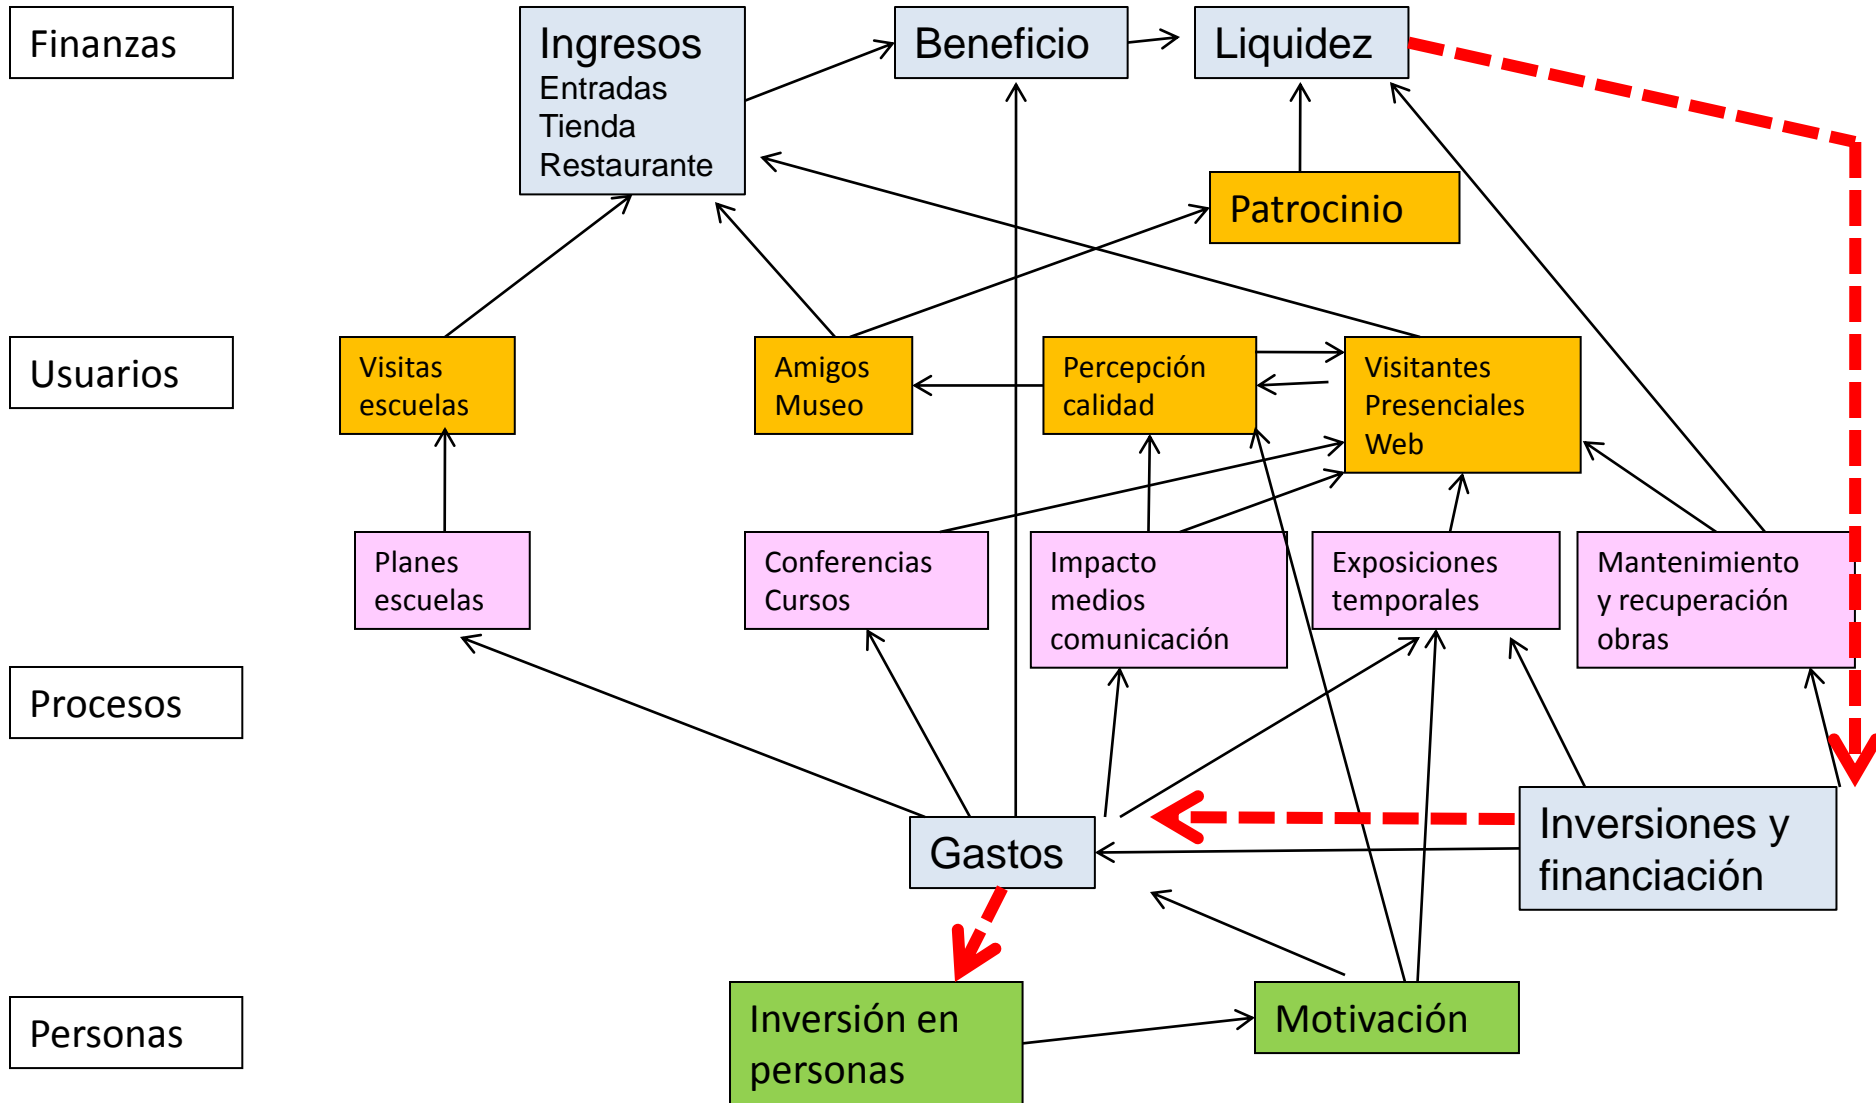 Finanzas
Ingresos
Entradas
Tienda
Restaurante
Beneficio
Liquidez
Patrocinio
Usuarios
Visitas
escuelas
Amigos
Museo
Percepción
calidad
Visitantes
Presenciales
Web
Planes
escuelas
Conferencias
Cursos
Impacto
medios
comunicación
Exposiciones
temporales
Mantenimiento
y recuperación
obras
Procesos
Gastos
Inversiones y
financiación
Personas
Inversión en
personas
Motivación